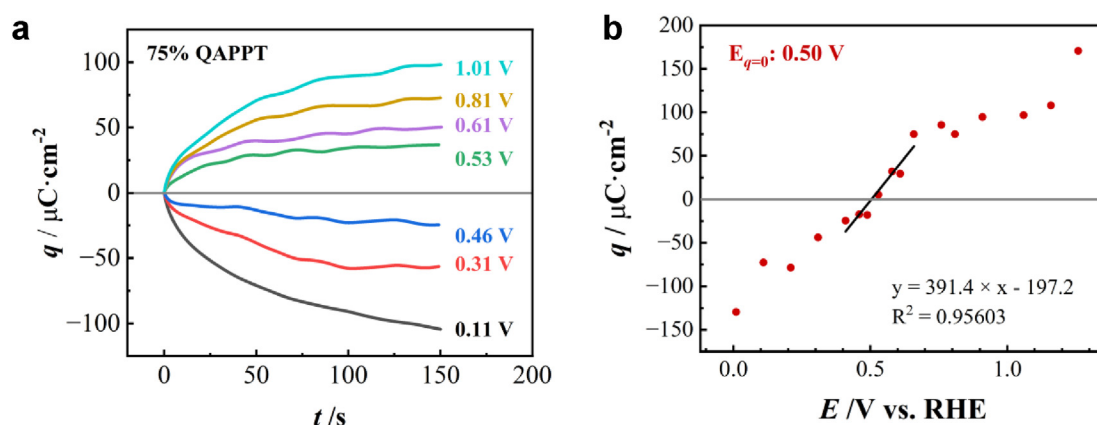 a
75% QAPPT
1.01 V
0.81 V
0.61 V
0.53 V
0.46 V
0.31 V
0.11 V
100
50
0
−50
−100
q / μC·cm⁻²
0 50 100 150 200
t /s
b
E_{q=0}: 0.50 V
200
150
100
50
0
−50
−100
−150
q / μC·cm⁻²
y = 391.4 × x - 197.2
R² = 0.95603
0.0 0.5 1.0
E /V vs. RHE